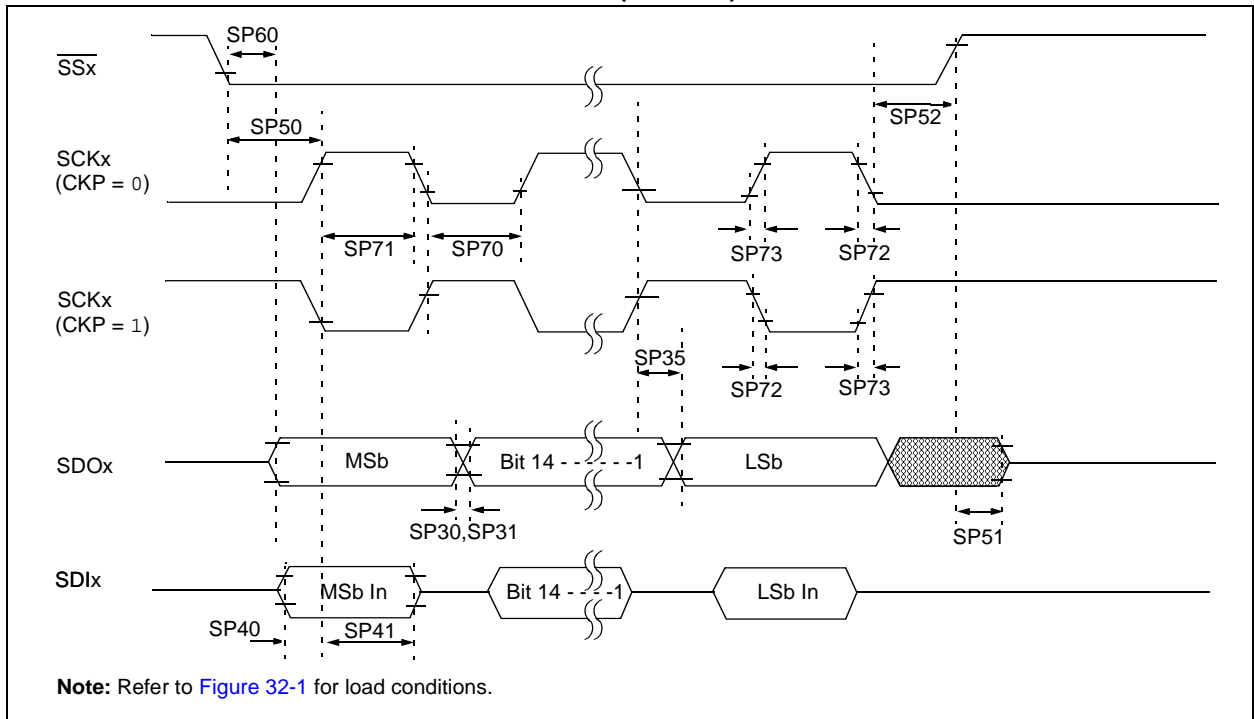 SP60
SSx
SP50
SP52
SCKx
(CKP = 0)
SP71
SP70
SP73
SP72
SCKx
(CKP = 1)
SP35
SP72
SP73
SDOx
MSb
Bit 14 - - - - - -1
LSb
SP30,SP31
SP51
SDIx
MSb In
Bit 14 - - - -1
LSb In
SP40
SP41
Note: Refer to Figure 32-1 for load conditions.